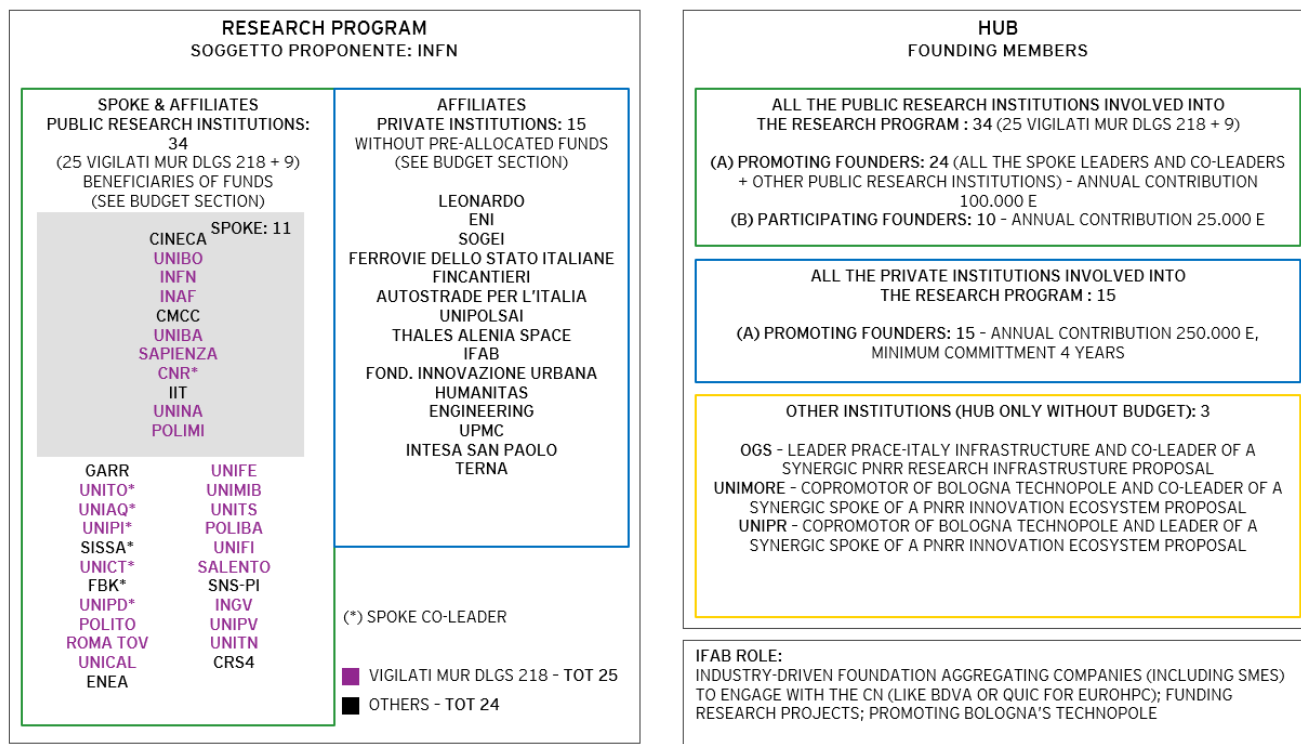 RESEARCH PROGRAM
SOGGETTO PROPONENTE: INFN
SPOKE & AFFILIATES
PUBLIC RESEARCH INSTITUTIONS:
34
(25 VIGILATI MUR DLGS 218 + 9)
BENEFICIARIES OF FUNDS
(SEE BUDGET SECTION)
SPOKE: 11
CINECA
UNIBO
INFN
INAF
CMCC
UNIBA
SAPIENZA
CNR*
IIT
UNINA
POLIMI
GARR
UNITO*
UNIAQ*
UNIPI*
SISSA*
UNICT*
FBK*
UNIPD*
POLITO
ROMA TOV
UNICAL
ENEA
UNIFE
UNIMIB
UNITS
POLIBA
UNIFI
SALENTO
SNS-PI
INGV
UNIPV
UNITN
CRS4
AFFILIATES
PRIVATE INSTITUTIONS: 15
WITHOUT PRE-ALLOCATED FUNDS
(SEE BUDGET SECTION)
LEONARDO
ENI
SOGEI
FERROVIE DELLO STATO ITALIANE
FINCANTIERI
AUTOSTRADE PER L'ITALIA
UNIPOLSAI
THALES ALENIA SPACE
IFAB
FOND. INNOVAZIONE URBANA
HUMANITAS
ENGINEERING
UPMC
INTESA SAN PAOLO
TERNA
(*) SPOKE CO-LEADER
VIGILATI MUR DLGS 218 - TOT 25
OTHERS - TOT 24
HUB
FOUNDING MEMBERS
ALL THE PUBLIC RESEARCH INSTITUTIONS INVOLVED INTO
THE RESEARCH PROGRAM : 34 (25 VIGILATI MUR DLGS 218 + 9)
(A) PROMOTING FOUNDERS: 24 (ALL THE SPOKE LEADERS AND CO-LEADERS
+ OTHER PUBLIC RESEARCH INSTITUTIONS) - ANNUAL CONTRIBUTION
100.000 E
(B) PARTICIPATING FOUNDERS: 10 - ANNUAL CONTRIBUTION 25.000 E
ALL THE PRIVATE INSTITUTIONS INVOLVED INTO
THE RESEARCH PROGRAM : 15
(A) PROMOTING FOUNDERS: 15 - ANNUAL CONTRIBUTION 250.000 E,
MINIMUM COMMITTMENT 4 YEARS
OTHER INSTITUTIONS (HUB ONLY WITHOUT BUDGET): 3
OGS - LEADER PRACE-ITALY INFRASTRUCTURE AND CO-LEADER OF A
SYNERGIC PNRR RESEARCH INFRASTRUSTURE PROPOSAL
UNIMORE - COPROMOTOR OF BOLOGNA TECHNOPOLE AND CO-LEADER OF A
SYNERGIC SPOKE OF A PNRR INNOVATION ECOSYSTEM PROPOSAL
UNIPR - COPROMOTOR OF BOLOGNA TECHNOPOLE AND LEADER OF A
SYNERGIC SPOKE OF A PNRR INNOVATION ECOSYSTEM PROPOSAL
IFAB ROLE:
INDUSTRY-DRIVEN FOUNDATION AGGREGATING COMPANIES (INCLUDING SMES)
TO ENGAGE WITH THE CN (LIKE BDVA OR QUIC FOR EUROHPC); FUNDING
RESEARCH PROJECTS; PROMOTING BOLOGNA'S TECHNOPOLE